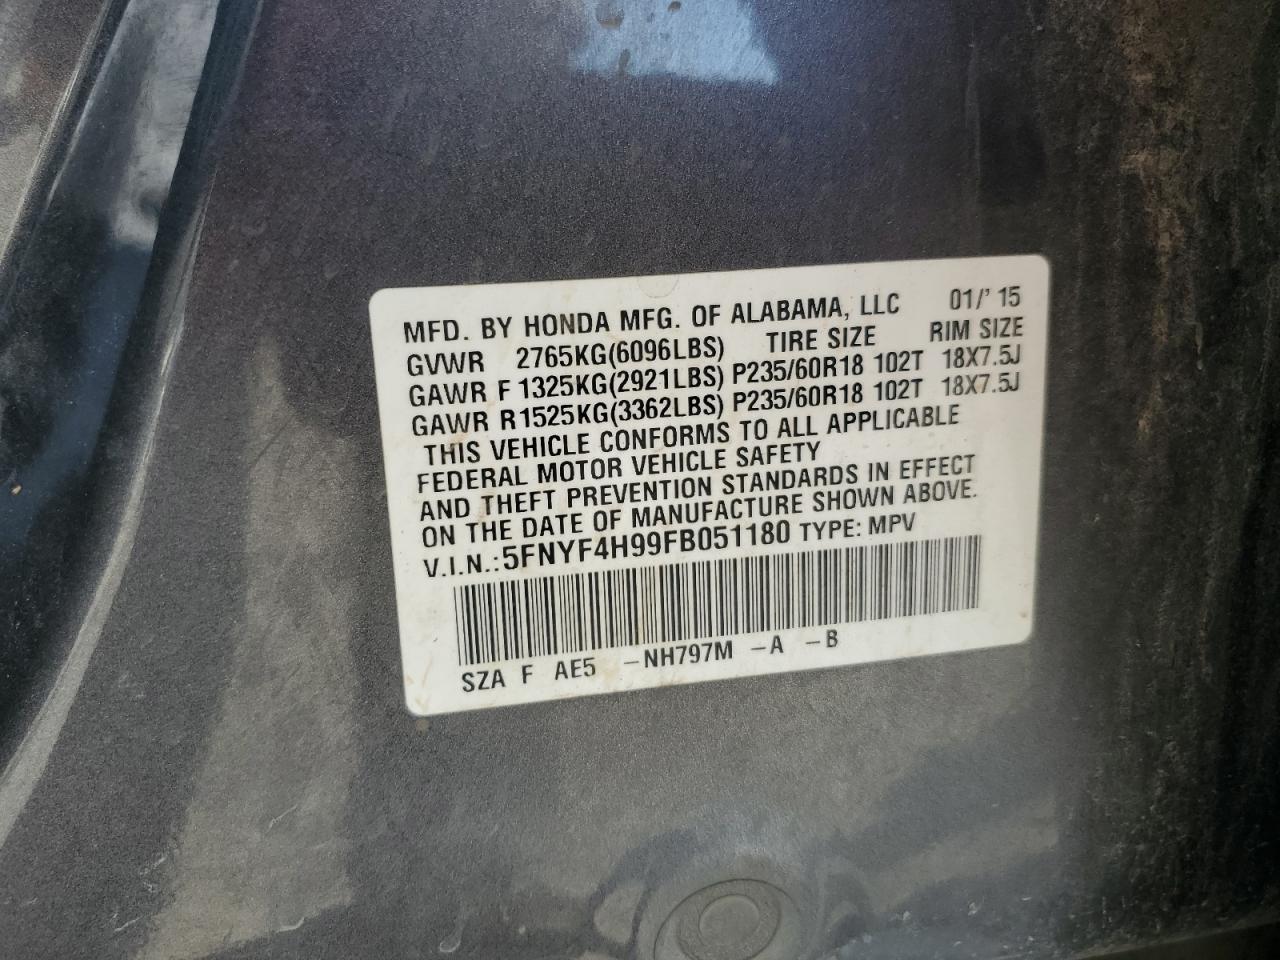 MFD. BY HONDA MFG. OF ALABAMA, LLC 01/' 15
GVWR 2765KG(6096LBS) TIRE SIZE RIM SIZE
GAWR F 1325KG(2921LBS) P235/60R18 102T 18X7.5J
GAWR R1525KG(3362LBS) P235/60R18 102T 18X7.5J
THIS VEHICLE CONFORMS TO ALL APPLICABLE
FEDERAL MOTOR VEHICLE SAFETY
AND THEFT PREVENTION STANDARDS IN EFFECT
ON THE DATE OF MANUFACTURE SHOWN ABOVE.
V.I.N.:5FNYF4H99FB051180 TYPE: MPV
SZA F AE5 -NH797M -A -B